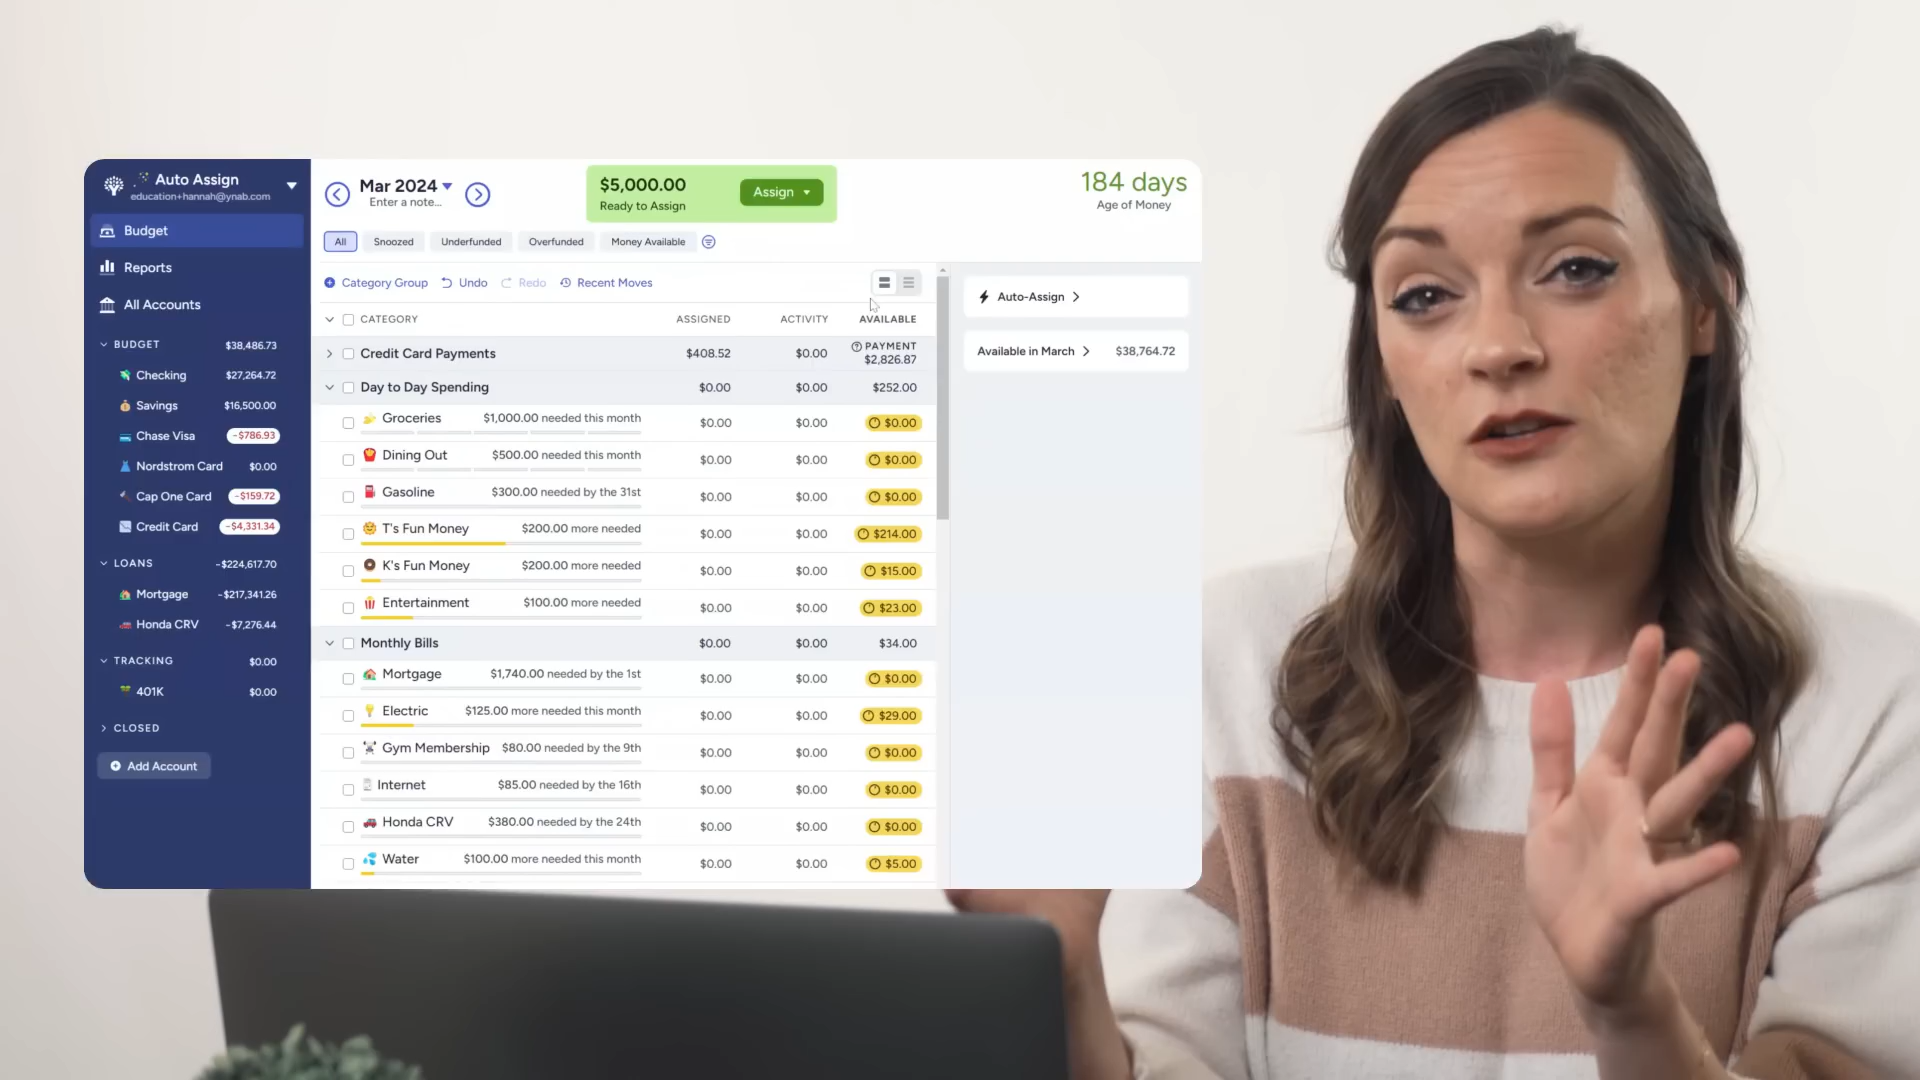 Auto Assign
education+hannah@ynab.com
Budget
Reports
All Accounts
BUDGET $38,486.73
Checking $27,264.72
Savings $16,500.00
Chase Visa -$786.93
Nordstrom Card $0.00
Cap One Card -$159.72
Credit Card -$4,331.34
LOANS -$224,617.70
Mortgage -$217,341.26
Honda CRV -$7,276.44
TRACKING $0.00
401K $0.00
CLOSED
Add Account
Mar 2024
Enter a note...
$5,000.00
Ready to Assign
Assign
184 days
Age of Money
All Snoozed Underfunded Overfunded Money Available
Category Group Undo Redo Recent Moves
CATEGORY ASSIGNED ACTIVITY AVAILABLE
Credit Card Payments $408.52 $0.00 PAYMENT
$2,826.87
Day to Day Spending $0.00 $0.00 $252.00
Groceries $1,000.00 needed this month $0.00 $0.00 $0.00
Dining Out $500.00 needed this month $0.00 $0.00 $0.00
Gasoline $300.00 needed by the 31st $0.00 $0.00 $0.00
T's Fun Money $200.00 more needed $0.00 $0.00 $214.00
K's Fun Money $200.00 more needed $0.00 $0.00 $15.00
Entertainment $100.00 more needed $0.00 $0.00 $23.00
Monthly Bills $0.00 $0.00 $34.00
Mortgage $1,740.00 needed by the 1st $0.00 $0.00 $0.00
Electric $125.00 more needed this month $0.00 $0.00 $29.00
Gym Membership $80.00 needed by the 9th $0.00 $0.00 $0.00
Internet $85.00 needed by the 16th $0.00 $0.00 $0.00
Honda CRV $380.00 needed by the 24th $0.00 $0.00 $0.00
Water $100.00 more needed this month $0.00 $0.00 $5.00
Auto-Assign
Available in March $38,764.72